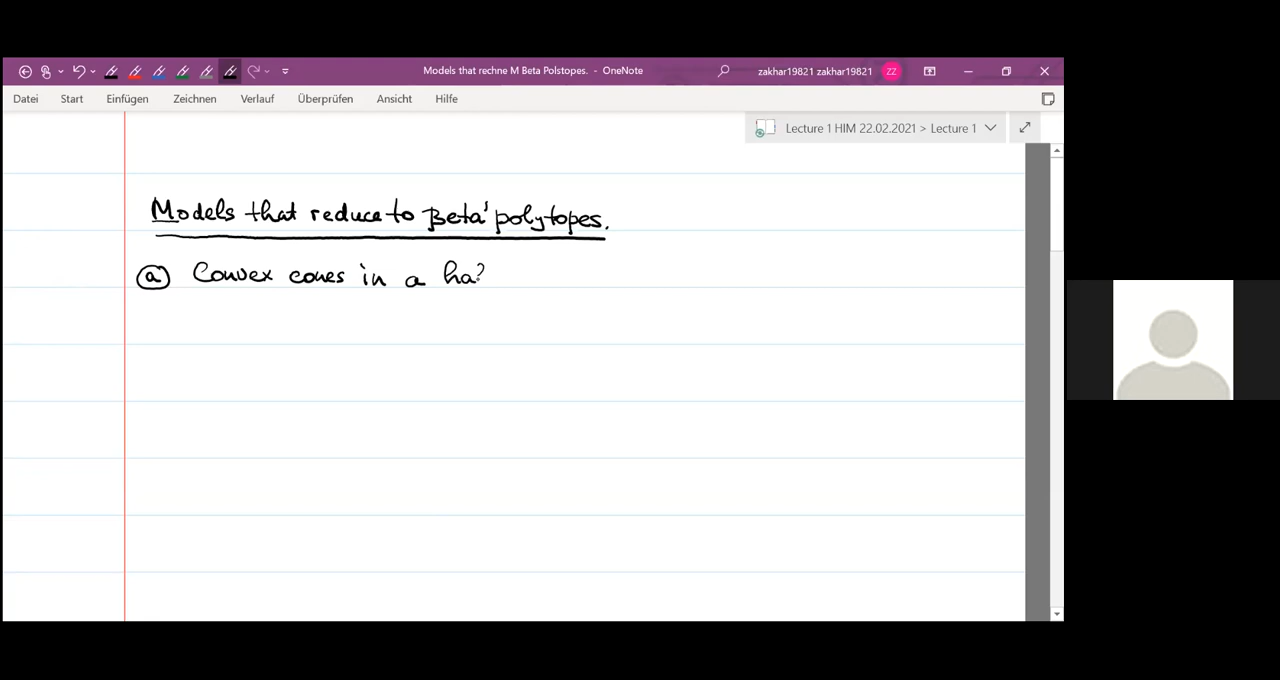 Models that rechne M Beta Polstopes. - OneNote
zakhar19821 zakhar19821 ZZ
Datei Start Einfügen Zeichnen Verlauf Überprüfen Ansicht Hilfe
Lecture 1 HIM 22.02.2021 > Lecture 1
Models that reduce to Beta' polytopes.
(a) Convex cones in a ha